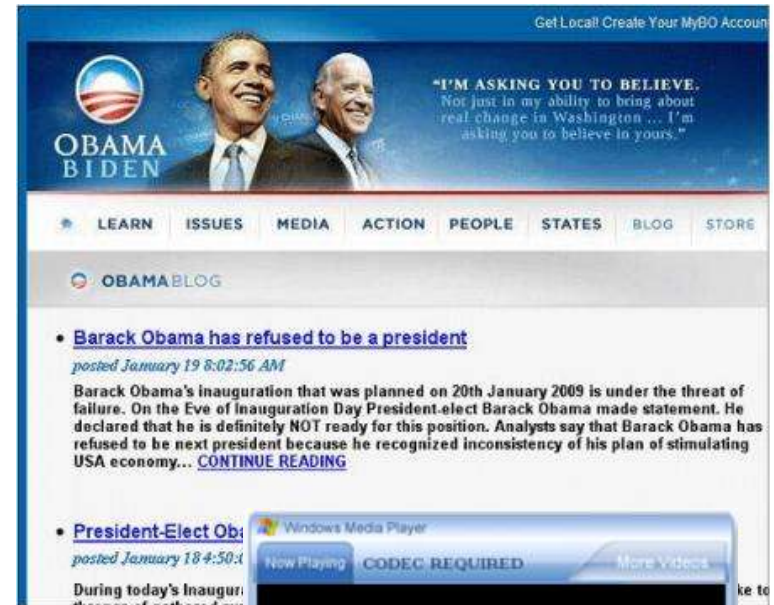 Get Local! Create Your MyBO Accoun
"I'M ASKING YOU TO BELIEVE.
Not just in my ability to bring about
real change in Washington ... I'm
asking you to believe in yours."
OBAMA
BIDEN
LEARN ISSUES MEDIA ACTION PEOPLE STATES BLOG STORE
OBAMABLOG
• Barack Obama has refused to be a president
posted January 19 8:02:56 AM
Barack Obama's inauguration that was planned on 20th January 2009 is under the threat of
failure. On the Eve of Inauguration Day President-elect Barack Obama made statement. He
declared that he is definitely NOT ready for this position. Analysts say that Barack Obama has
refused to be next president because he recognized inconsistency of his plan of stimulating
USA economy... CONTINUE READING
• President-Elect Oba
posted January 18 4:50:
Windows Media Player
Now Playing CODEC REQUIRED More Videos
During today's Inaugur
ke to